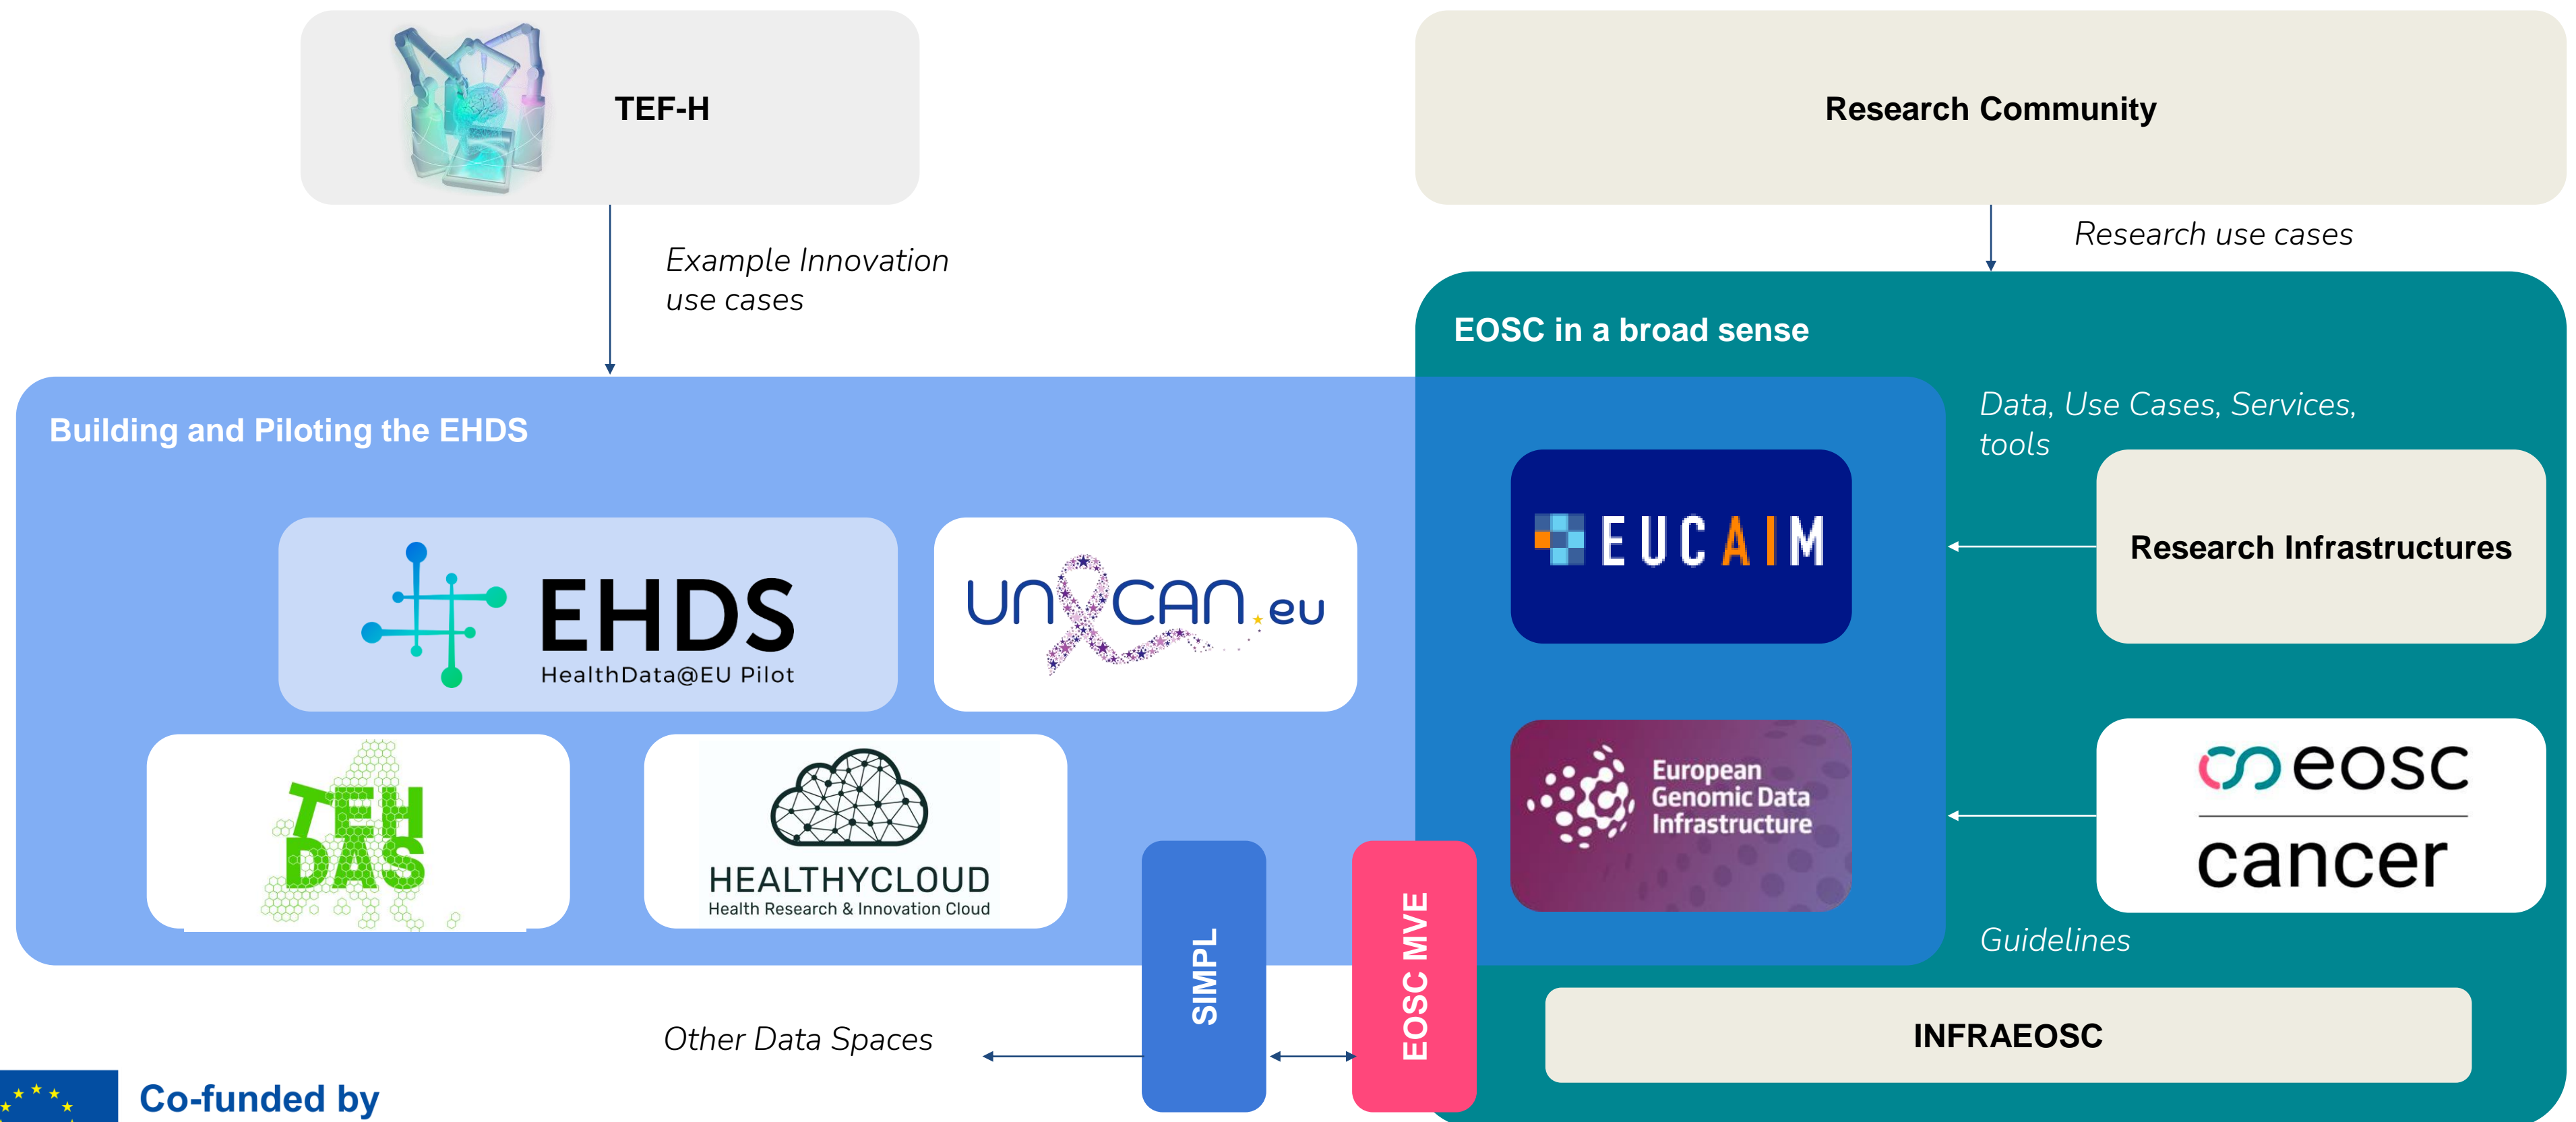 TEF-H
Research Community
Example Innovation
use cases
Research use cases
EOSC in a broad sense
Building and Piloting the EHDS
Data, Use Cases, Services,
tools
EUCAIM
Research Infrastructures
EHDS
HealthData@EU Pilot
UNCAN.eu
TEH
DAS
HEALTHYCLOUD
Health Research & Innovation Cloud
European
Genomic Data
Infrastructure
eosc
cancer
SIMPL
EOSC MVE
Guidelines
INFRAEOSC
Other Data Spaces
Co-funded by